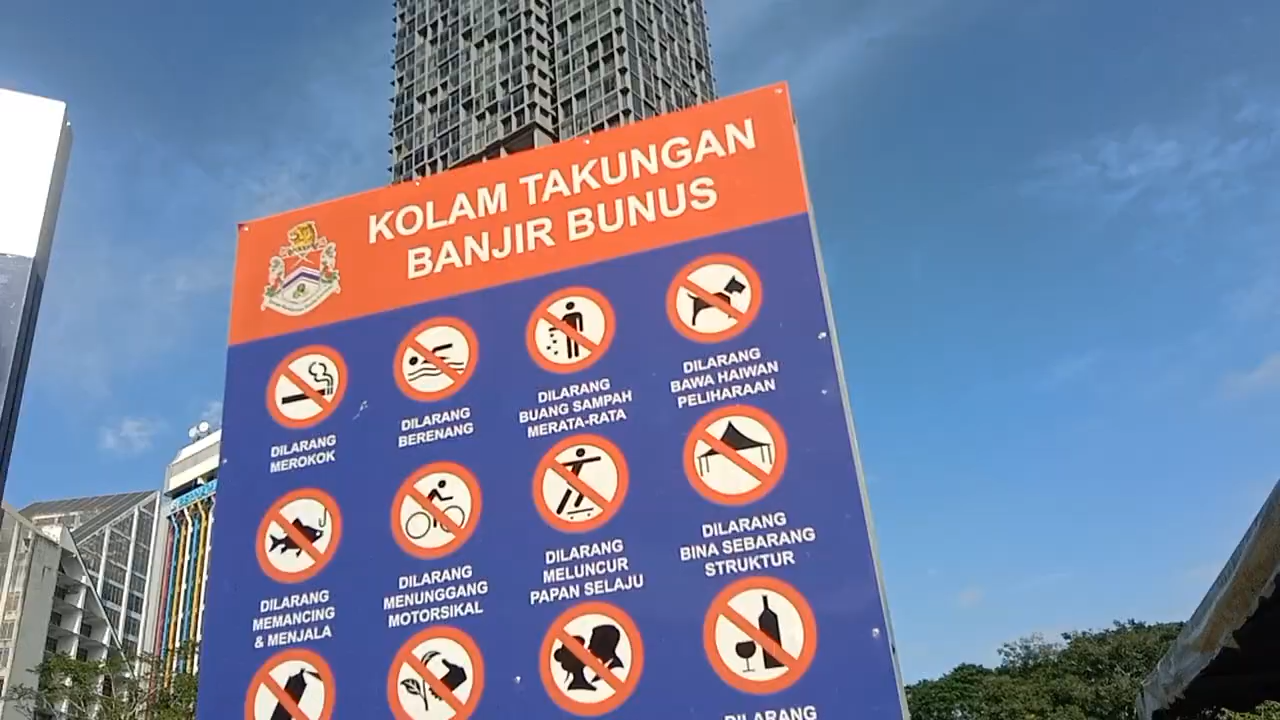 KOLAM TAKUNGAN
BANJIR BUNUS
DILARANG
MEROKOK
DILARANG
BERENANG
DILARANG
BUANG SAMPAH
MERATA-RATA
DILARANG
BAWA HAIWAN
PELIHARAAN
DILARANG
MEMANCING
& MENJALA
DILARANG
MENUNGGANG
MOTORSIKAL
DILARANG
MELUNCUR
PAPAN SELAJU
DILARANG
BINA SEBARANG
STRUKTUR
DILARANG